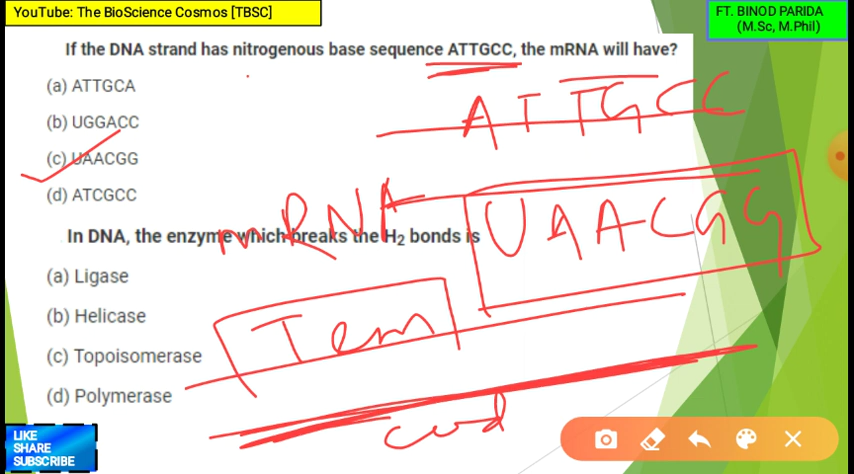 YouTube: The BioScience Cosmos [TBSC]
FT. BINOD PARIDA
(M.Sc, M.Phil)
If the DNA strand has nitrogenous base sequence ATTGCC, the mRNA will have?
(a) ATTGCA
ATTGCC
(b) UGGACC
(c) UAACGG
(d) ATCGCC
mRNA
UAACGG
In DNA, the enzyme which breaks the H2 bonds is
(a) Ligase
(b) Helicase
Tem
(c) Topoisomerase
(d) Polymerase
LIKE
SHARE
SUBSCRIBE